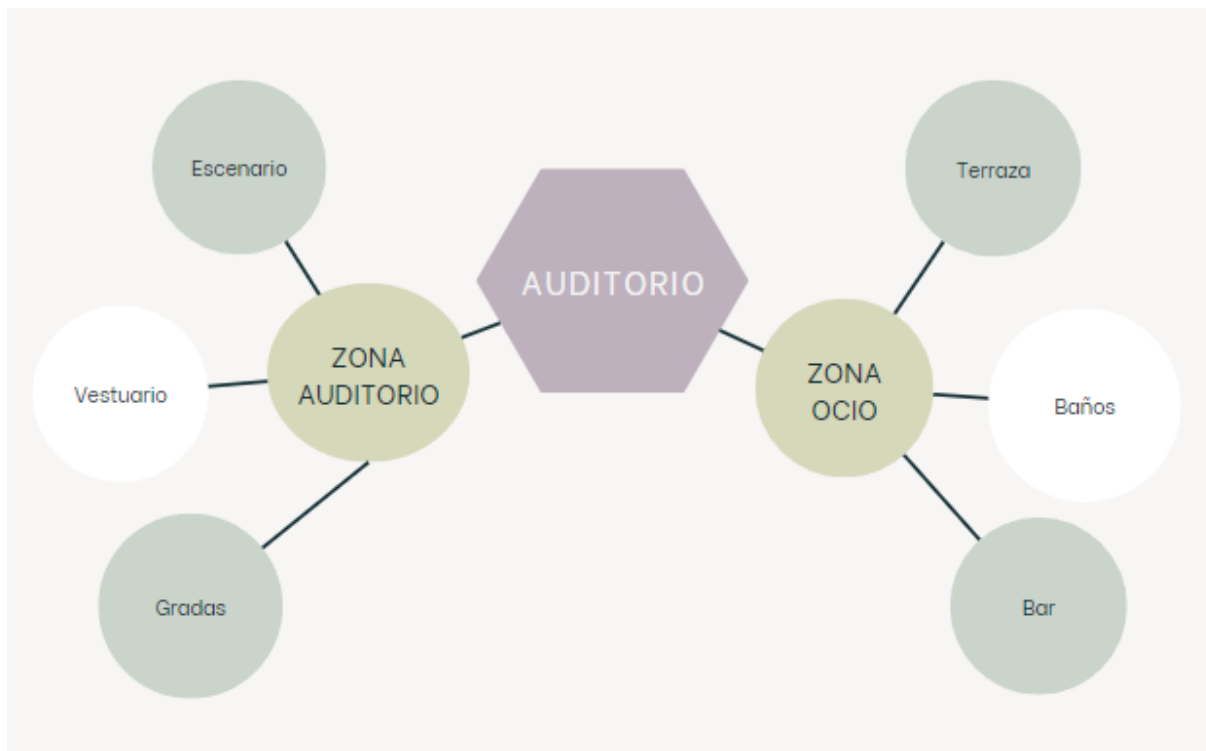 AUDITORIO
ZONA
AUDITORIO
Escenario
Vestuario
Gradas
ZONA
OCIO
Terraza
Baños
Bar